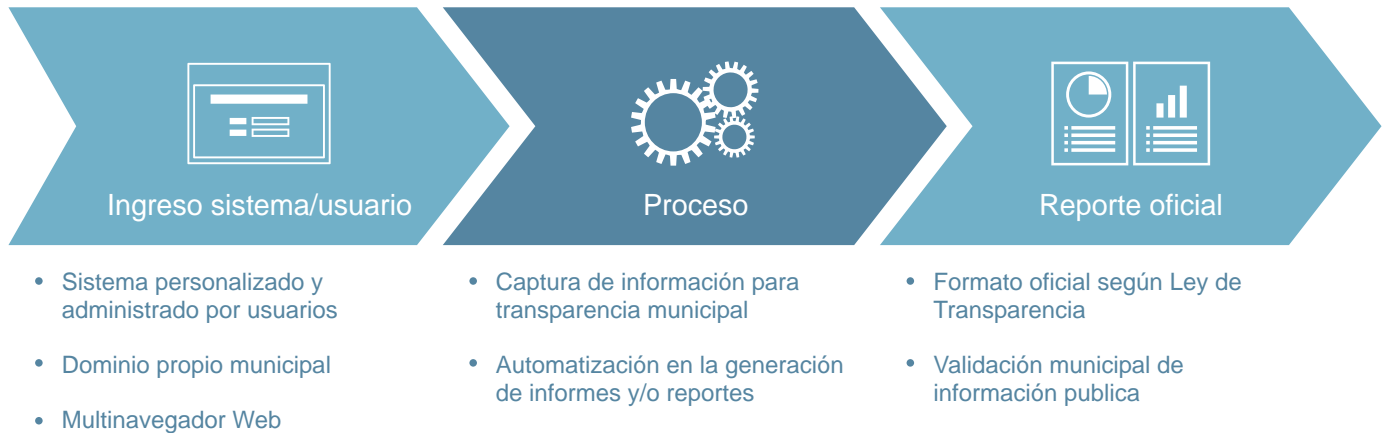 Ingreso sistema/usuario
Proceso
Reporte oficial
• Sistema personalizado y
administrado por usuarios
• Dominio propio municipal
• Multinavegador Web
• Captura de información para
transparencia municipal
• Automatización en la generación
de informes y/o reportes
• Formato oficial según Ley de
Transparencia
• Validación municipal de
información publica